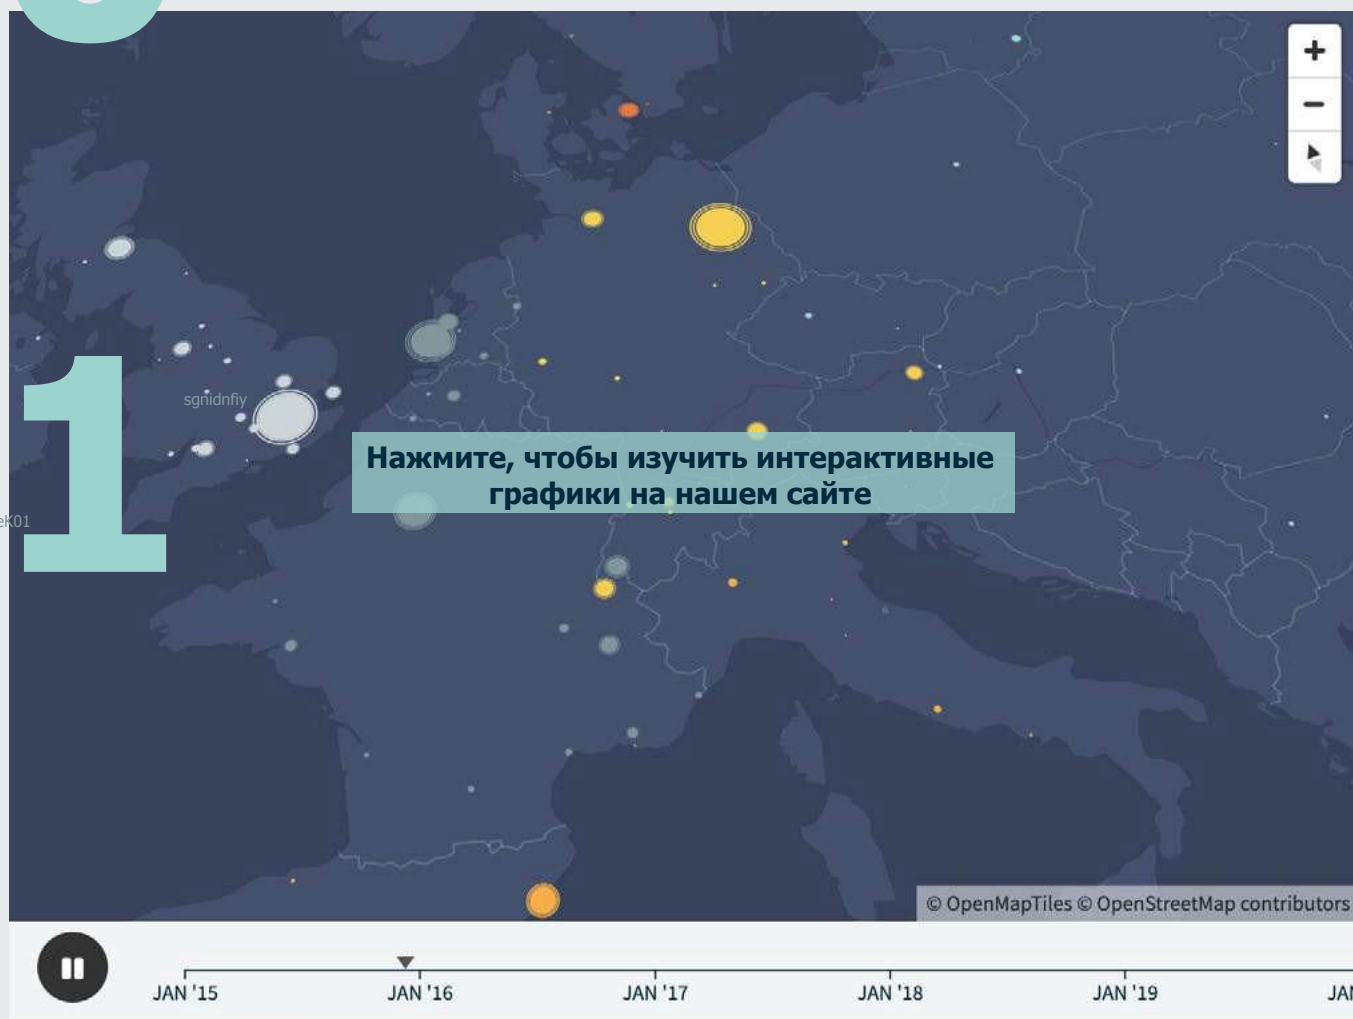 sgnidnfiy
1
Нажмите, чтобы изучить интерактивные
графики на нашем сайте
eK01
© OpenMapTiles © OpenStreetMap contributors
JAN '15 JAN '16 JAN '17 JAN '18 JAN '19